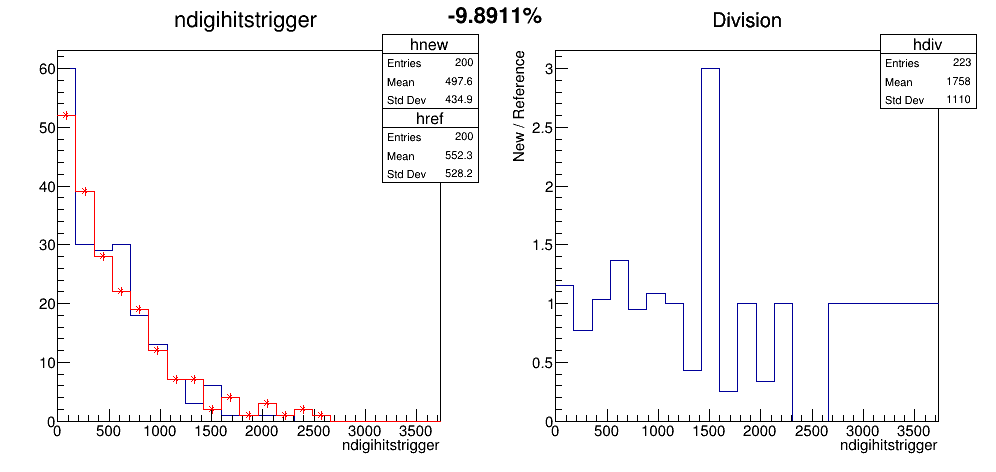 ndigihitstrigger
-9.8911%
Division
hnew
Entries 200
Mean 497.6
Std Dev 434.9
href
Entries 200
Mean 552.3
Std Dev 528.2
hdiv
Entries 223
Mean 1758
Std Dev 1110
60
50
40
30
20
10
0
0 500 1000 1500 2000 2500 3000 3500
ndigihitstrigger
New / Reference
3
2.5
2
1.5
1
0.5
0
0 500 1000 1500 2000 2500 3000 3500
ndigihitstrigger